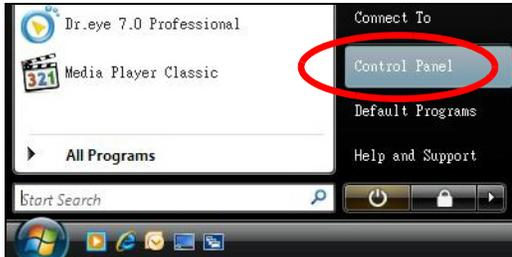 Dr.eye 7.0 Professional
321
Media Player Classic
All Programs
Start Search
Connect To
Control Panel
Default Programs
Help and Support